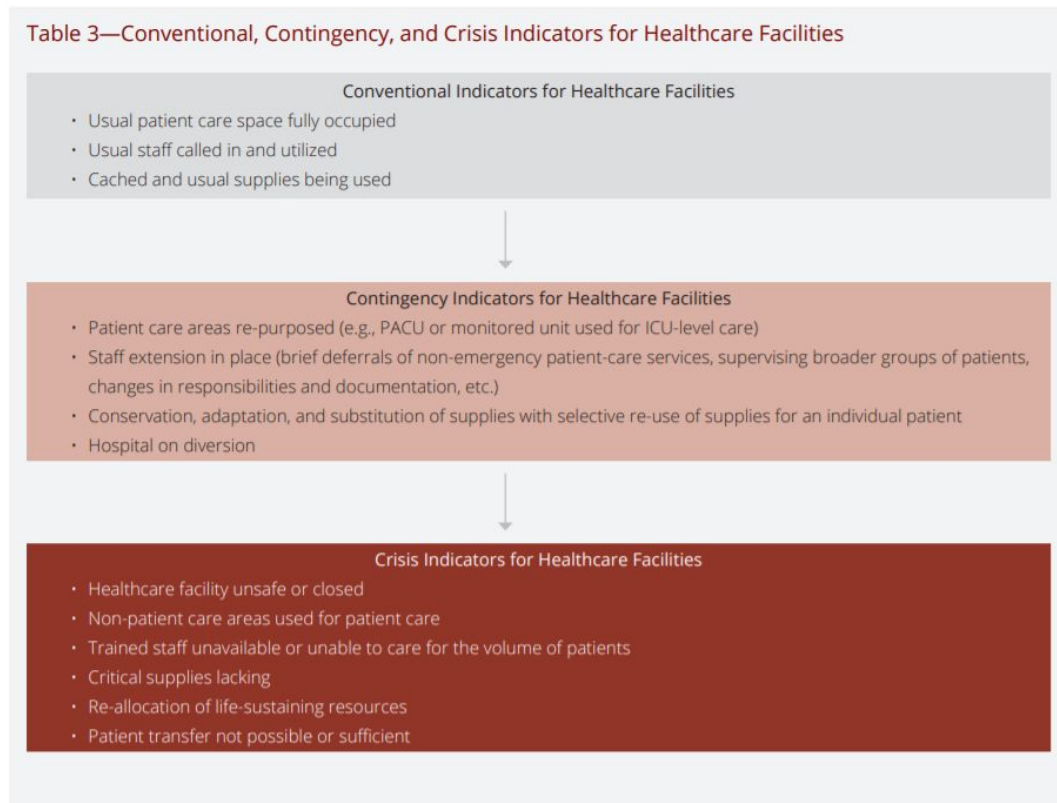 Table 3—Conventional, Contingency, and Crisis Indicators for Healthcare Facilities
Conventional Indicators for Healthcare Facilities
• Usual patient care space fully occupied
• Usual staff called in and utilized
• Cached and usual supplies being used
Contingency Indicators for Healthcare Facilities
• Patient care areas re-purposed (e.g., PACU or monitored unit used for ICU-level care)
• Staff extension in place (brief deferrals of non-emergency patient-care services, supervising broader groups of patients,
changes in responsibilities and documentation, etc.)
• Conservation, adaptation, and substitution of supplies with selective re-use of supplies for an individual patient
• Hospital on diversion
Crisis Indicators for Healthcare Facilities
• Healthcare facility unsafe or closed
• Non-patient care areas used for patient care
• Trained staff unavailable or unable to care for the volume of patients
• Critical supplies lacking
• Re-allocation of life-sustaining resources
• Patient transfer not possible or sufficient